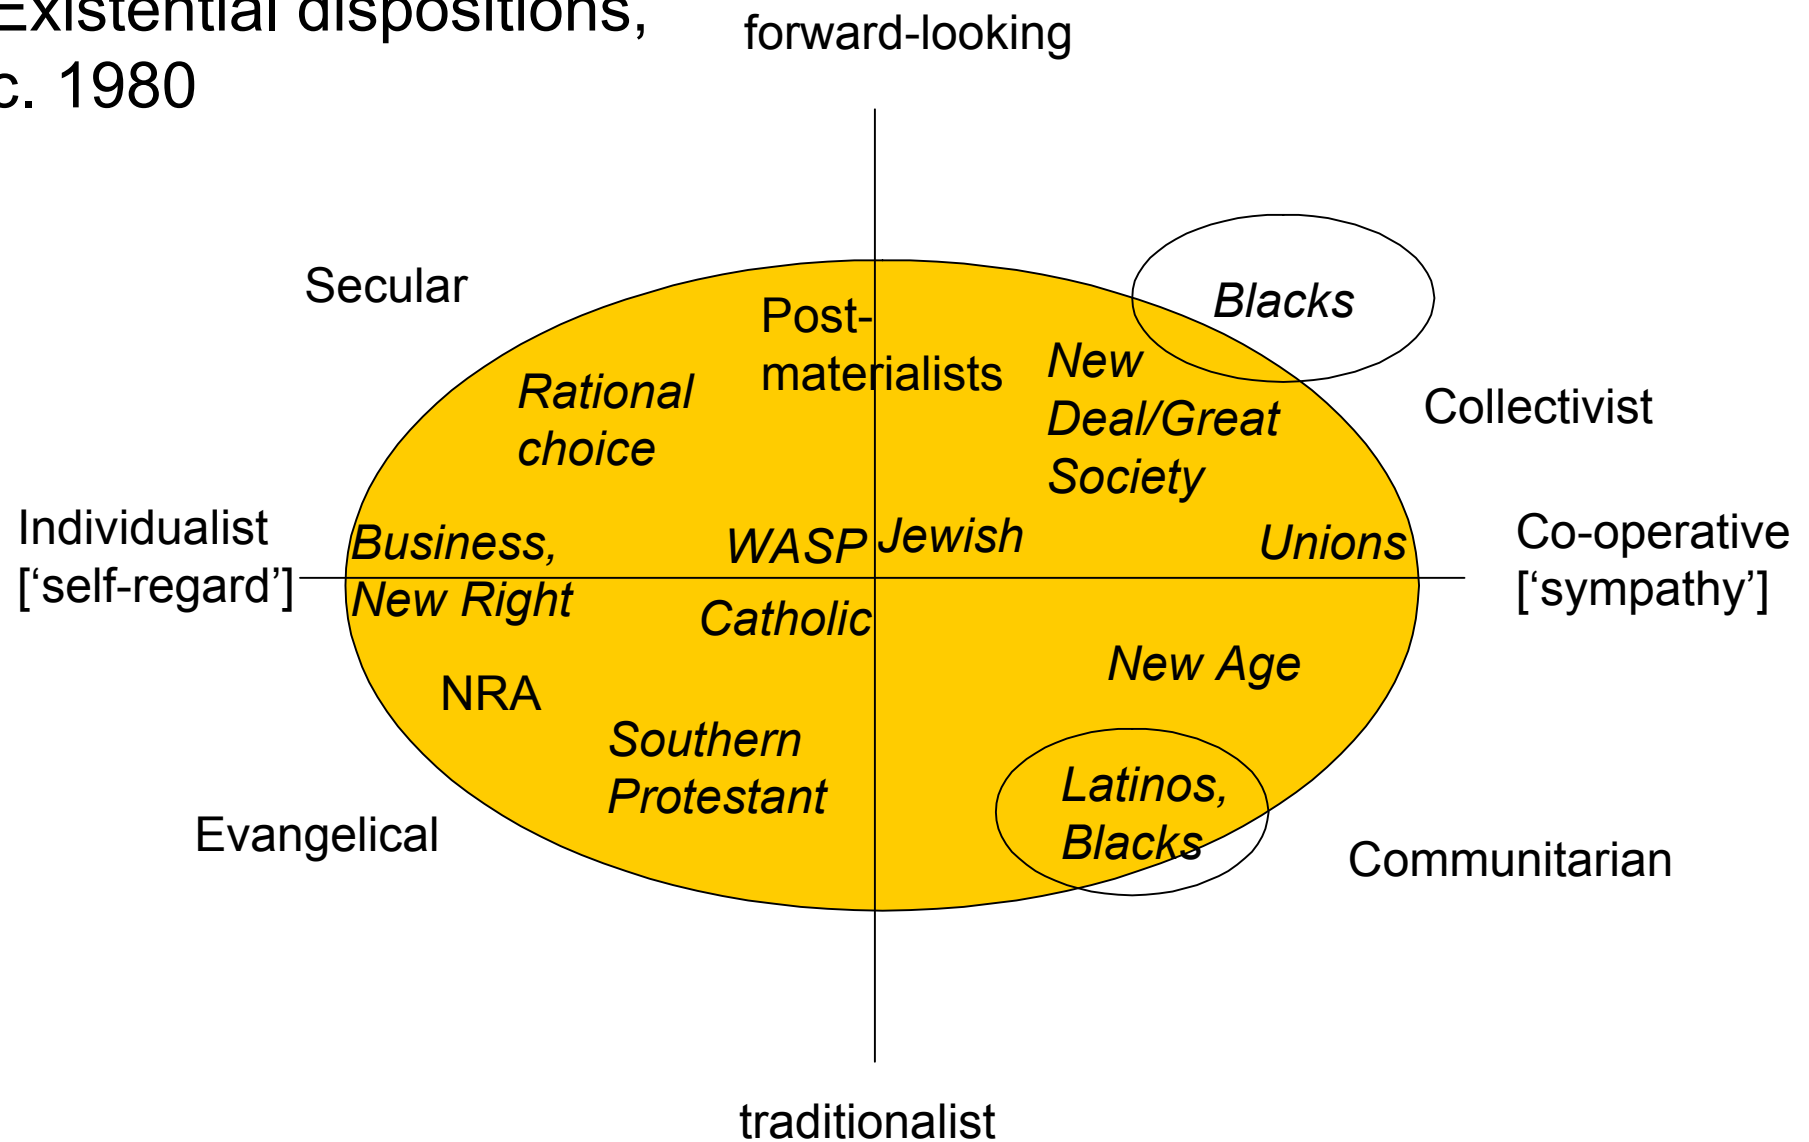 Existential dispositions,
c. 1980
forward-looking
Secular
Blacks
Post-
materialists
New
Deal/Great
Society
Rational
choice
Collectivist
Individualist
[‘self-regard’]
Business,
New Right
WASP
Jewish
Unions
Co-operative
[‘sympathy’]
Catholic
New Age
NRA
Southern
Protestant
Latinos,
Blacks
Evangelical
Communitarian
traditionalist